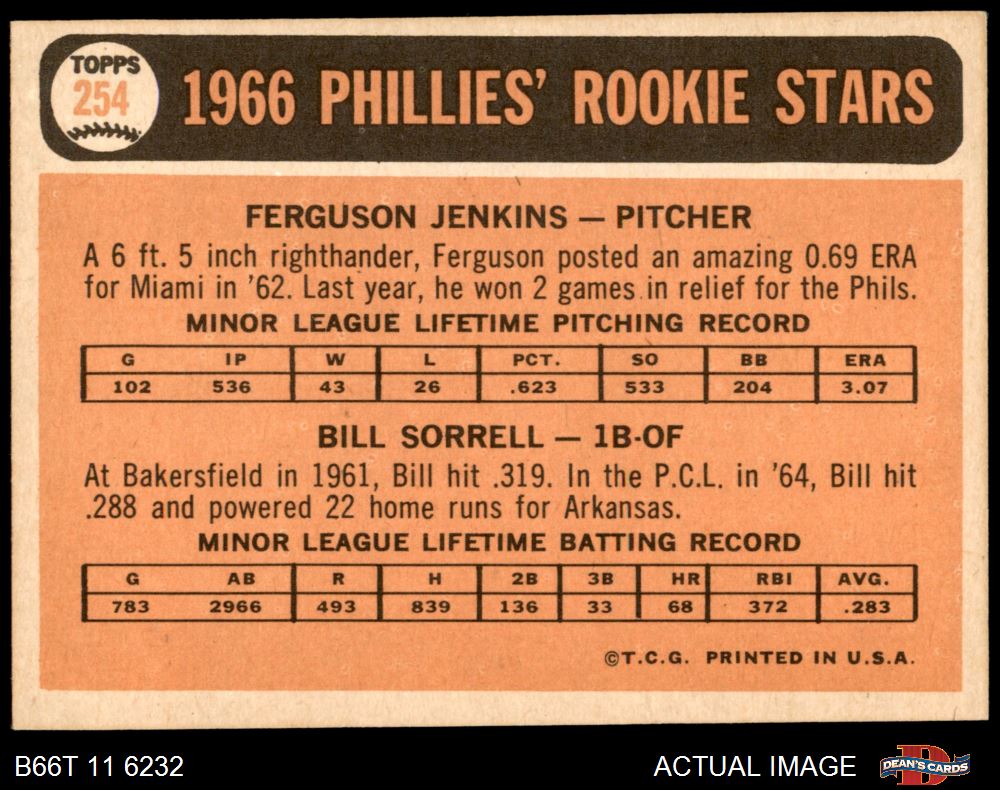 TOPPS
254
1966 PHILLIES' ROOKIE STARS
FERGUSON JENKINS — PITCHER
A 6 ft. 5 inch righthander, Ferguson posted an amazing 0.69 ERA
for Miami in '62. Last year, he won 2 games in relief for the Phils.
MINOR LEAGUE LIFETIME PITCHING RECORD
G IP W L PCT. SO BB ERA
102 536 43 26 .623 533 204 3.07
BILL SORRELL — 1B-OF
At Bakersfield in 1961, Bill hit .319. In the P.C.L. in '64, Bill hit
.288 and powered 22 home runs for Arkansas.
MINOR LEAGUE LIFETIME BATTING RECORD
G AB R H 2B 3B HR RBI AVG.
783 2966 493 839 136 33 68 372 .283
©T.C.G. PRINTED IN U.S.A.
B66T 11 6232
ACTUAL IMAGE
D
DEAN'S CARDS